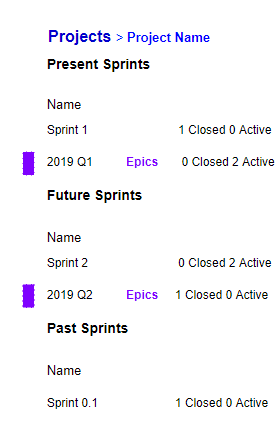 Projects > Project Name
Present Sprints
Name
Sprint 1 1 Closed 0 Active
2019 Q1 Epics 0 Closed 2 Active
Future Sprints
Name
Sprint 2 0 Closed 2 Active
2019 Q2 Epics 1 Closed 0 Active
Past Sprints
Name
Sprint 0.1 1 Closed 0 Active